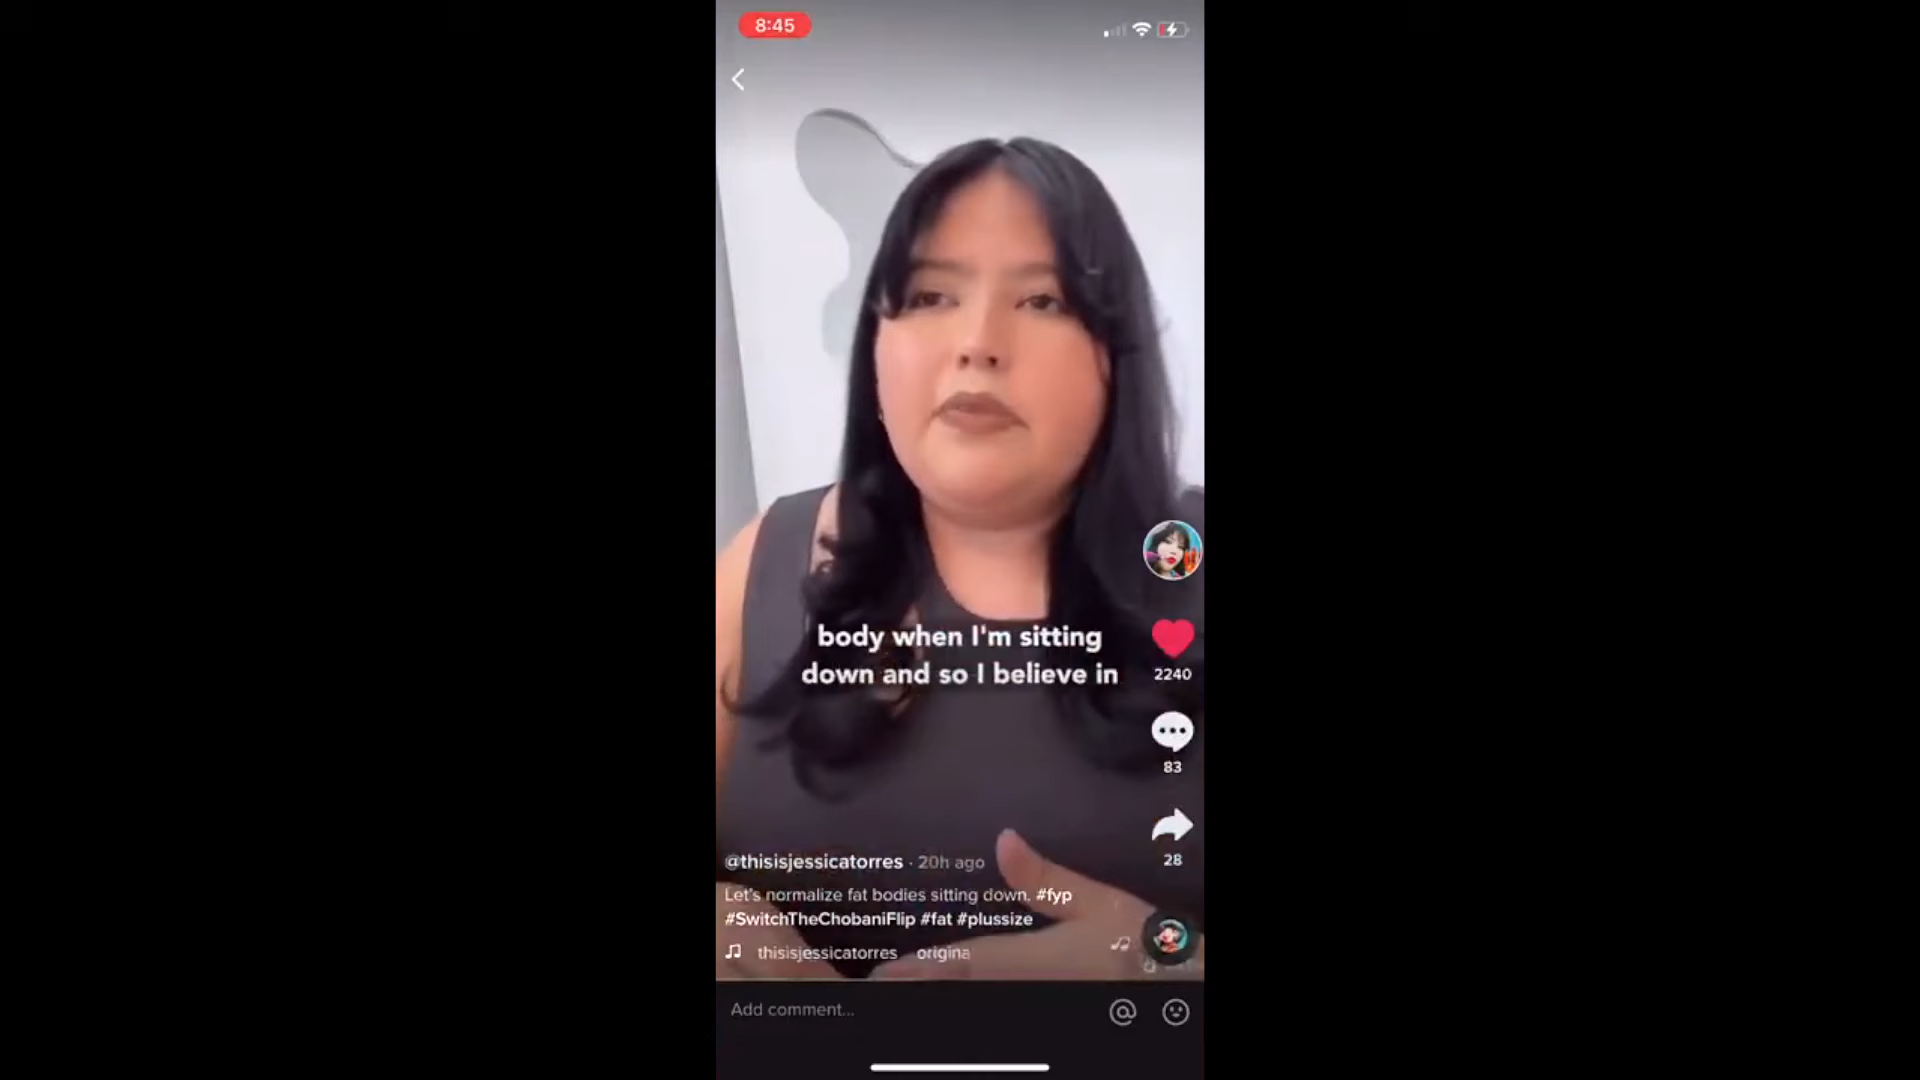 8:45
body when I'm sitting
down and so I believe in
2240
83
28
@thisisjessicatorres · 20h ago
Let's normalize fat bodies sitting down. #fyp
#SwitchTheChobaniFlip #fat #plussize
thisisjessicatorres origina
Add comment...